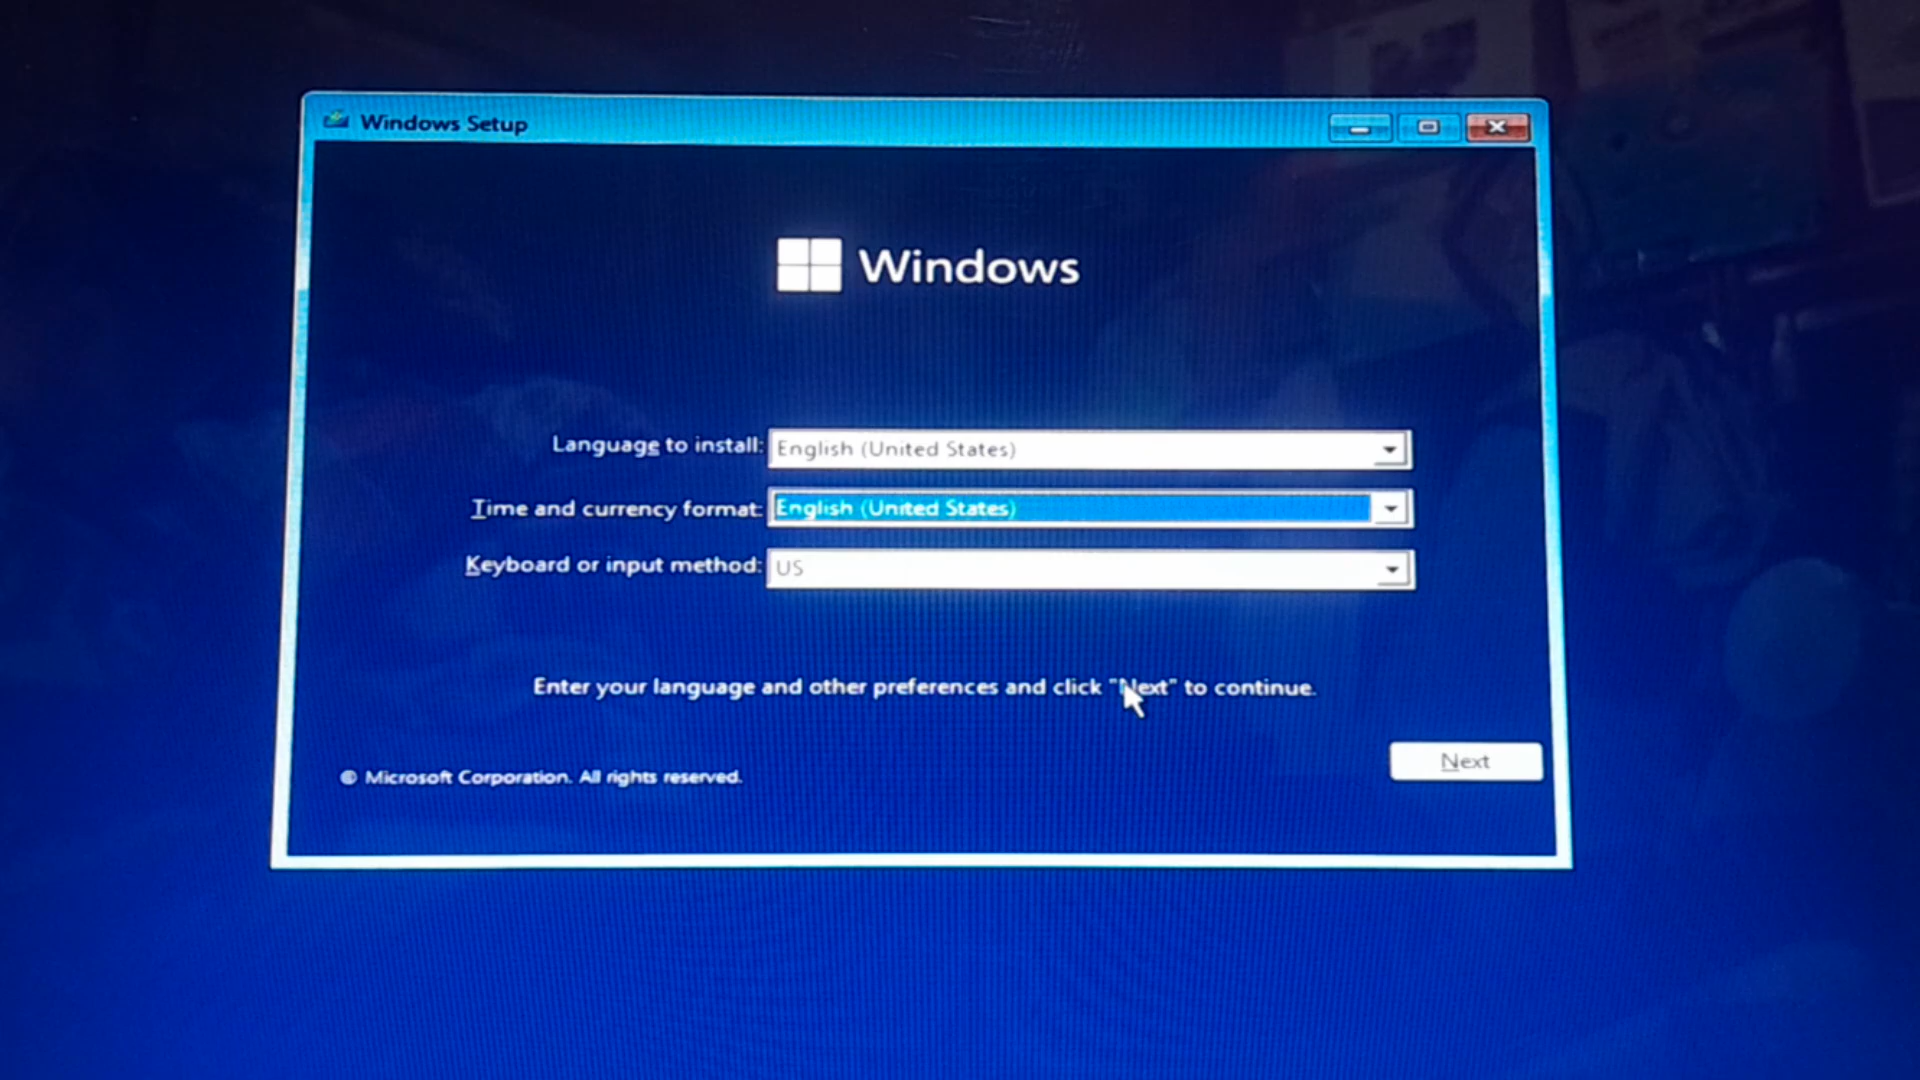 Windows Setup
Windows
Language to install: English (United States)
Time and currency format: English (United States)
Keyboard or input method: US
Enter your language and other preferences and click "Next" to continue.
Next
© Microsoft Corporation. All rights reserved.